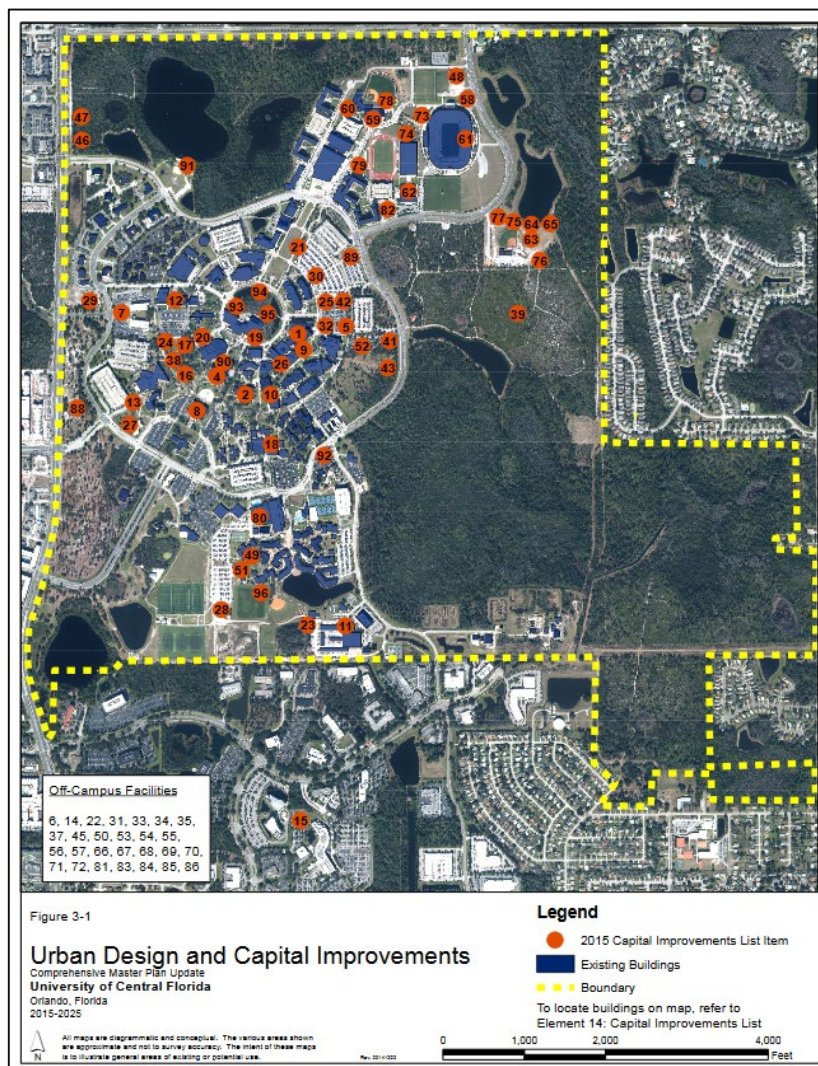 48
47
78
58
60
59
73
46
74
61
91
79
62
82
77 75 64 65
63
21
89
76
30
94
29
12
93
25 42
39
7
95
32 5
1
20
19
41
24 17
52
9
38
90
26
43
16
4
2
10
13
88
8
27
18
92
80
49
51
96
28
23
11
15
Off-Campus Facilities
6, 14, 22, 31, 33, 34, 35,
37, 45, 50, 53, 54, 55,
56, 57, 66, 67, 68, 69, 70,
71, 72, 81, 83, 84, 85, 86
Figure 3-1
Urban Design and Capital Improvements
Comprehensive Master Plan Update
University of Central Florida
Orlando, Florida
2015-2025
N
All maps are diagrammatic and conceptual. The various areas shown
are approximate and not to survey accuracy. The intent of these maps
is to illustrate general areas of existing or potential use.
Legend
2015 Capital Improvements List Item
Existing Buildings
Boundary
To locate buildings on map, refer to
Element 14: Capital Improvements List
0 1,000 2,000 4,000
Feet